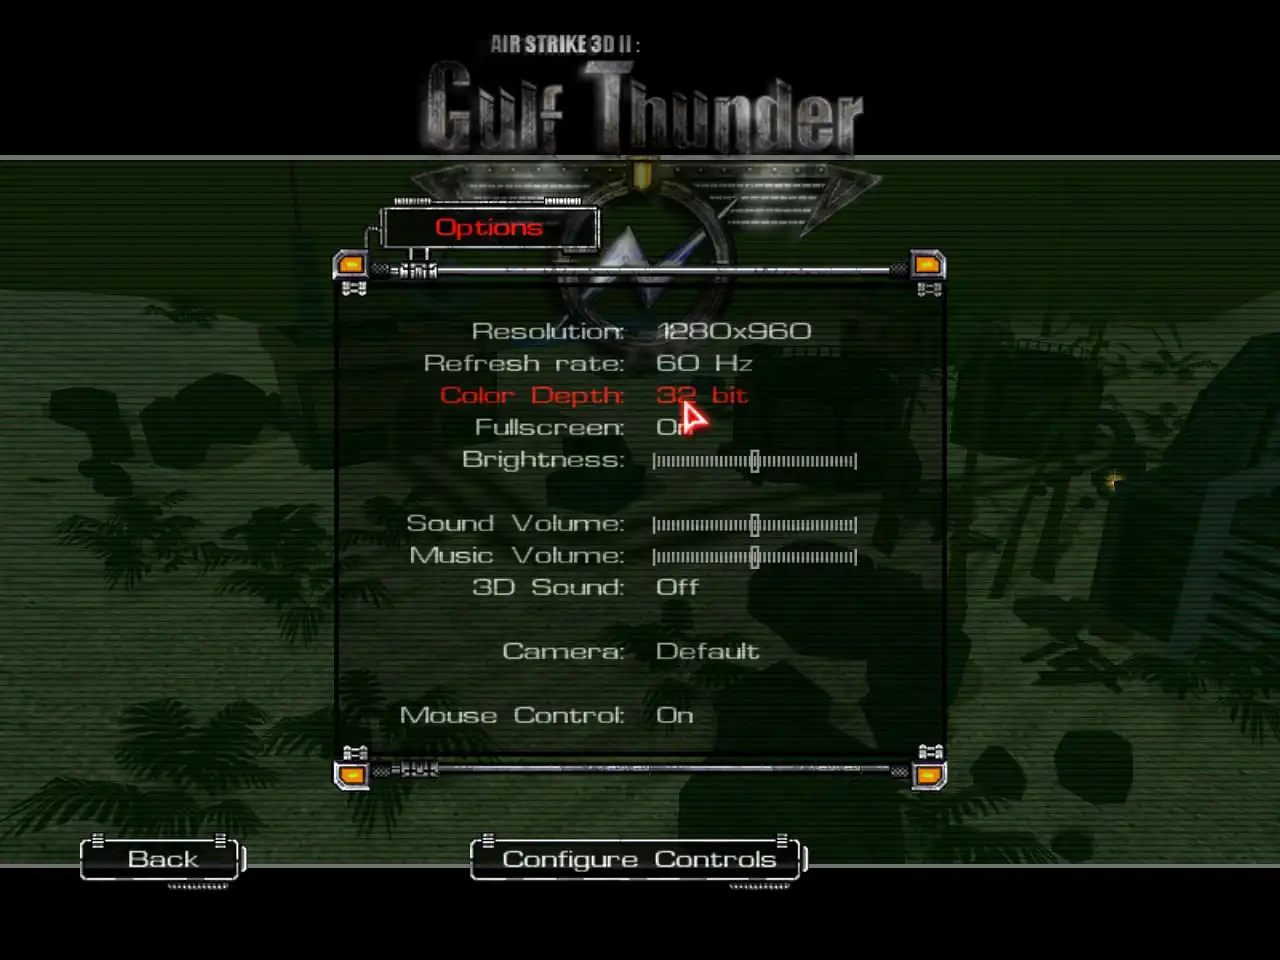 AIR STRIKE 3D II :
Gulf Thunder
Options
Resolution: 1280x960
Refresh rate: 60 Hz
Color Depth: 32 bit
Fullscreen: On
Brightness:
Sound Volume:
Music Volume:
3D Sound: Off
Camera: Default
Mouse Control: On
Back
Configure Controls